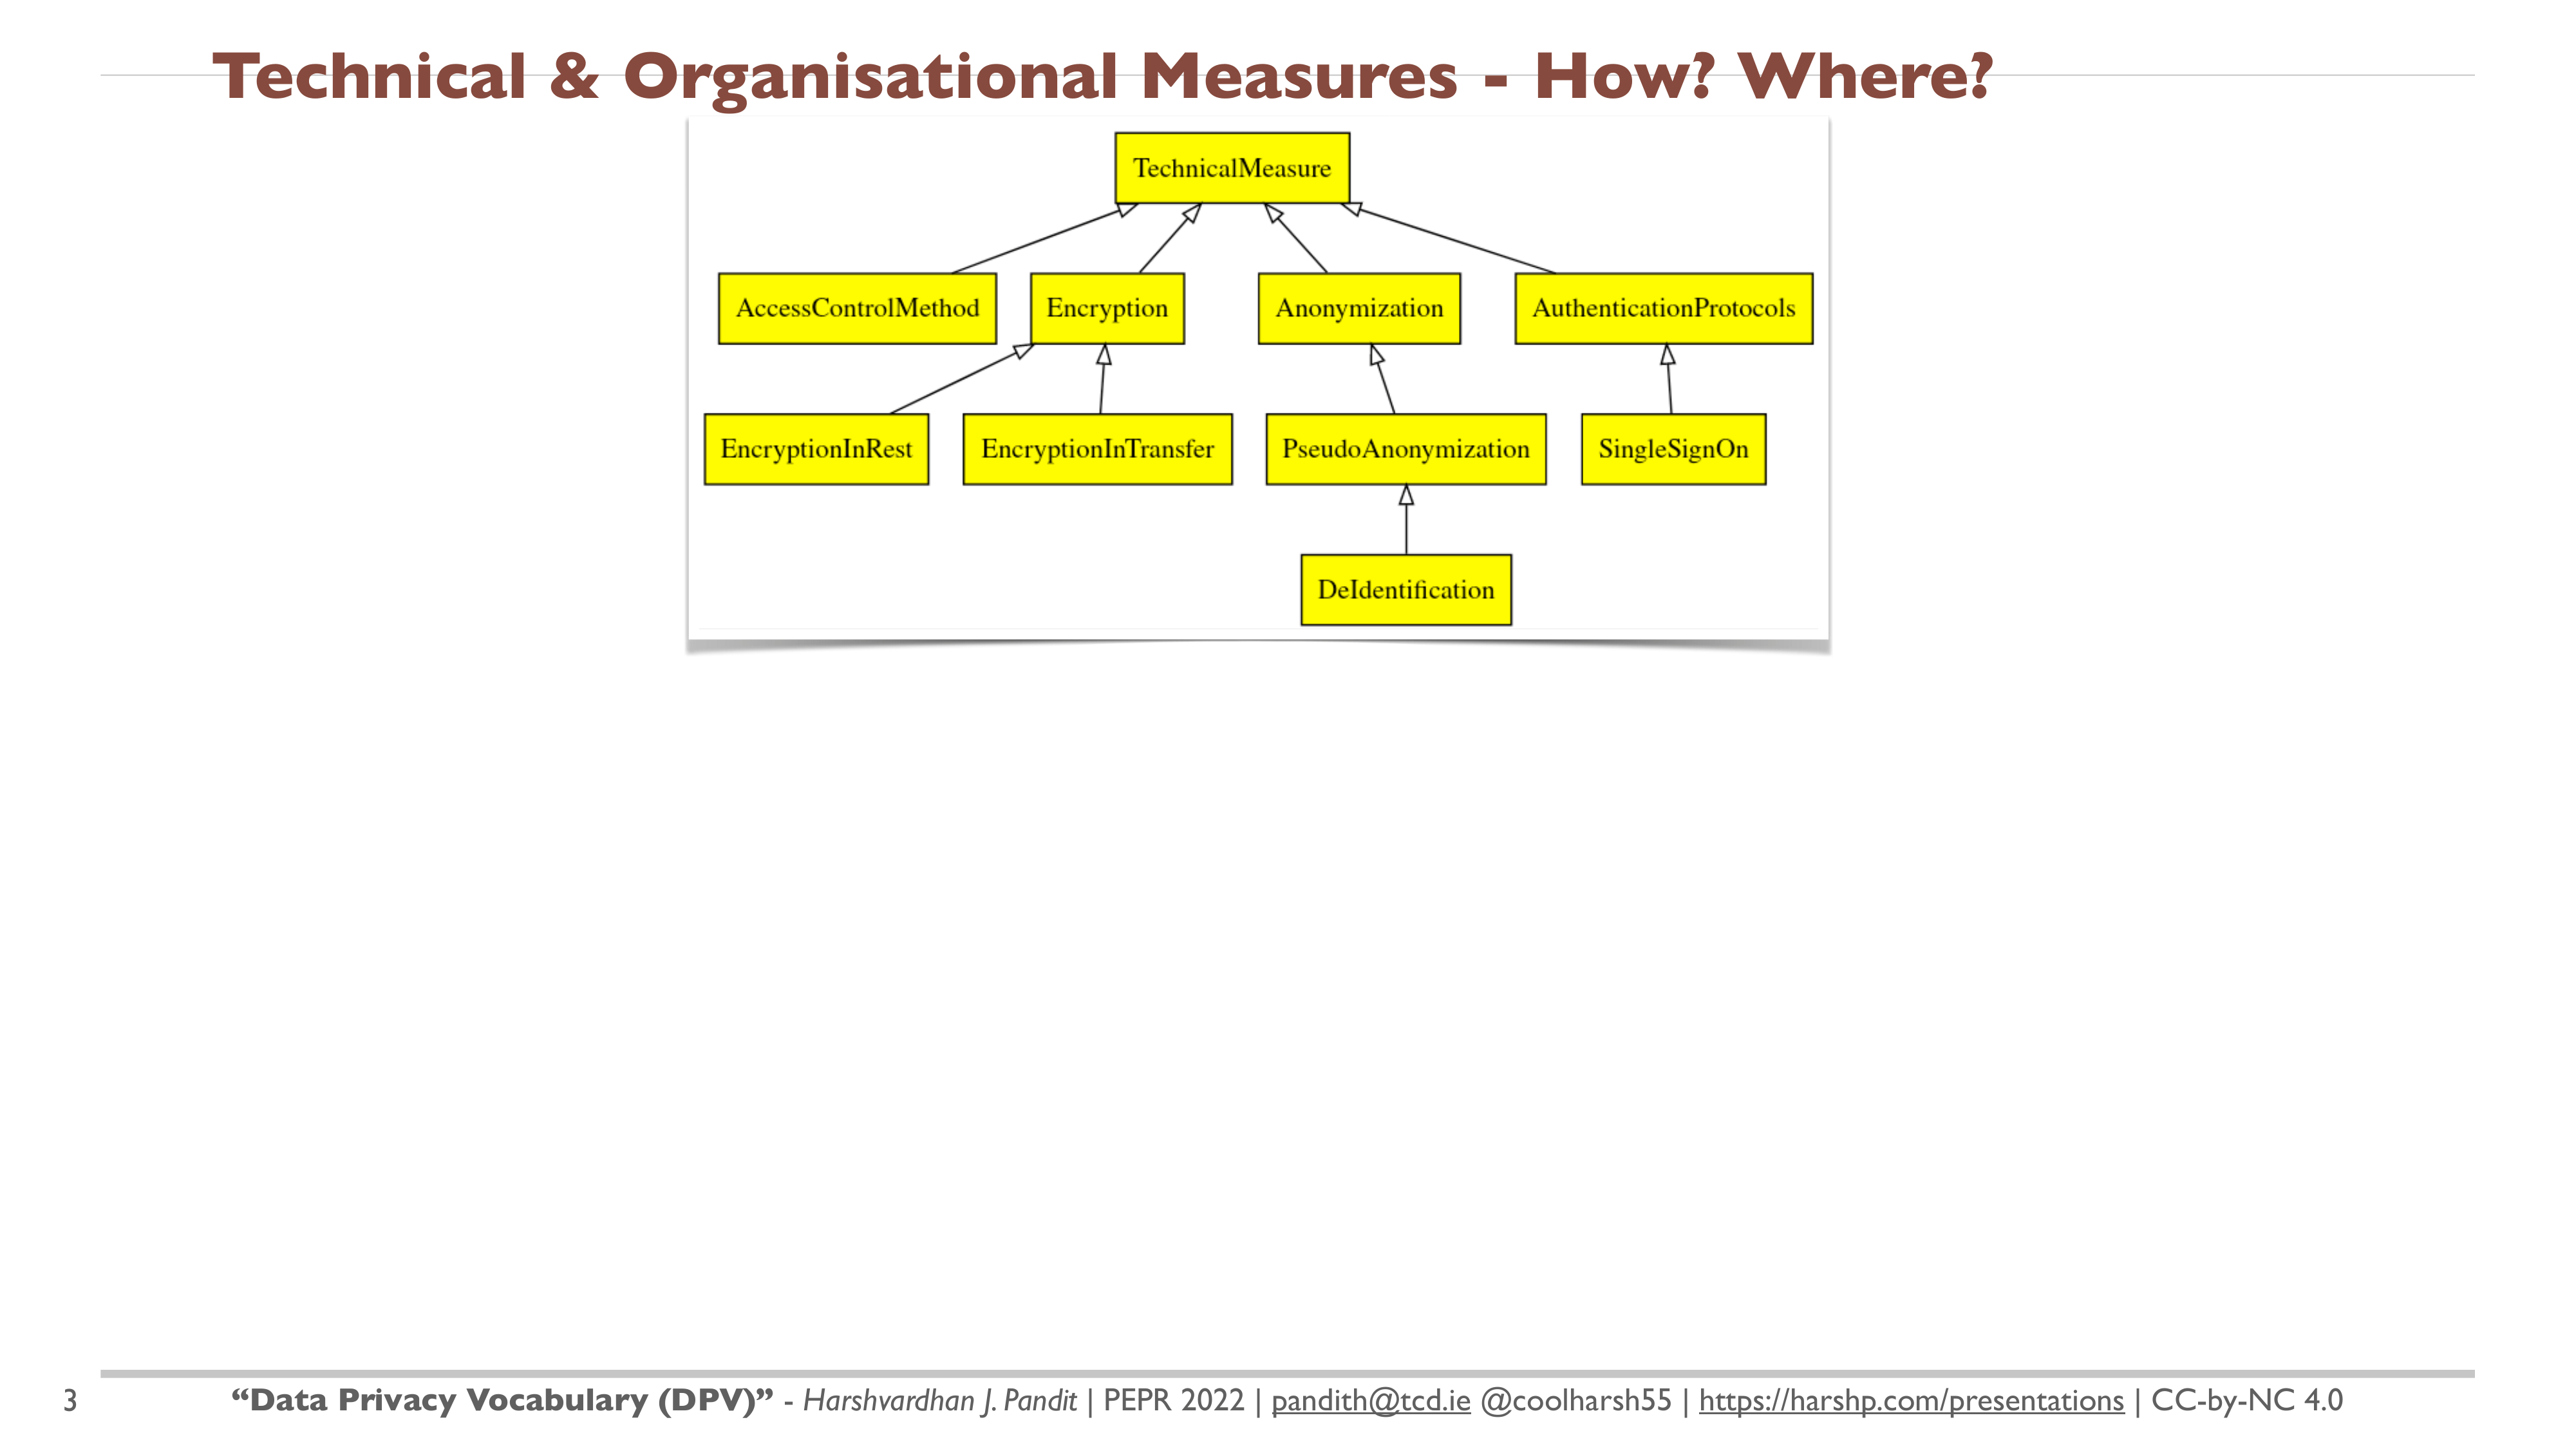 Technical & Organisational Measures - How? Where?
TechnicalMeasure
AccessControlMethod
Encryption
Anonymization
AuthenticationProtocols
EncryptionInRest
EncryptionInTransfer
PseudoAnonymization
SingleSignOn
DeIdentification
3
“Data Privacy Vocabulary (DPV)” - Harshvardhan J. Pandit | PEPR 2022 | pandith@tcd.ie @coolharsh55 | https://harshp.com/presentations | CC-by-NC 4.0